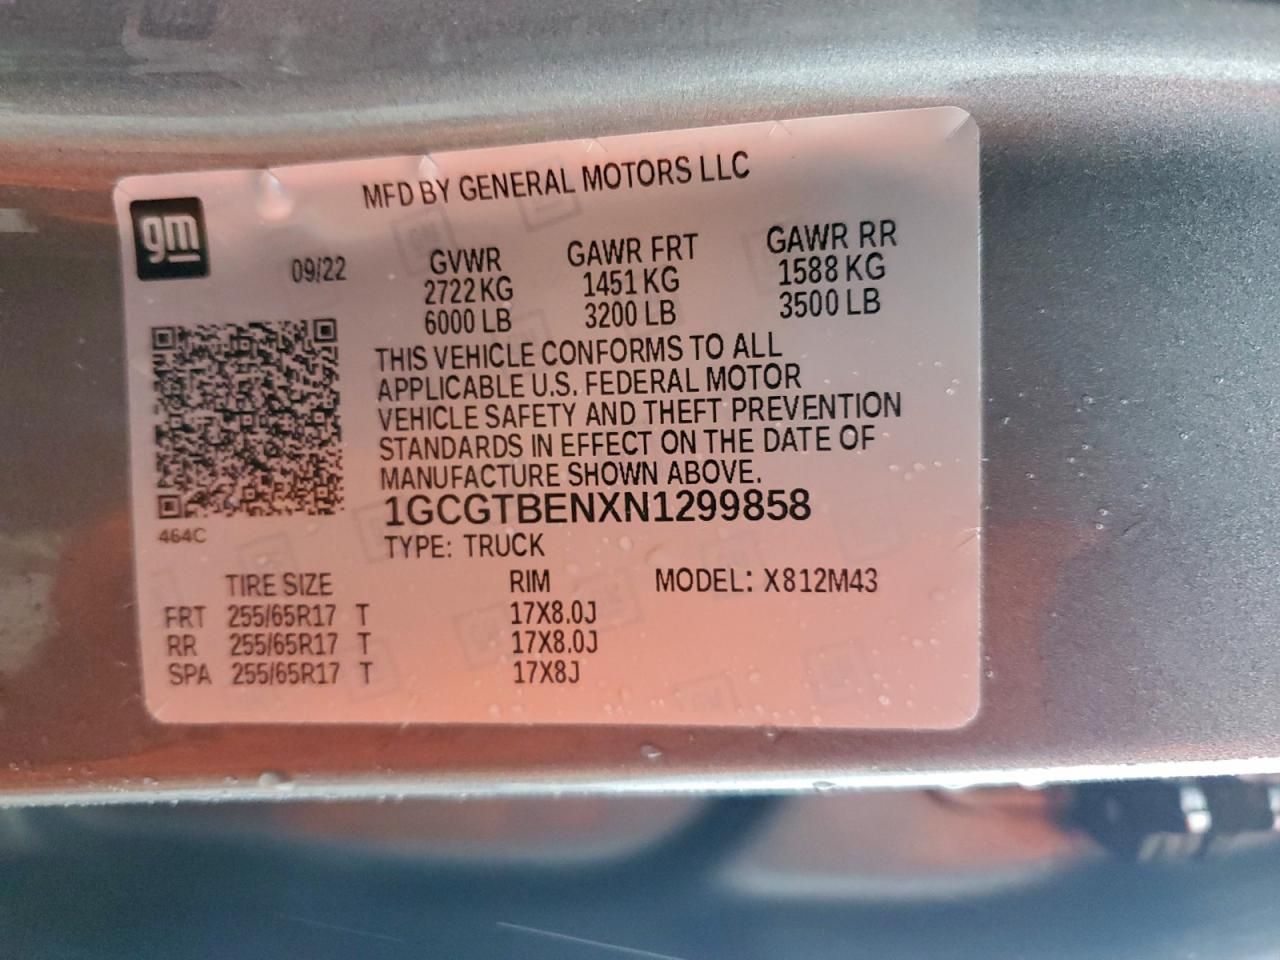 MFD BY GENERAL MOTORS LLC
gm
09/22
GVWR GAWR FRT GAWR RR
2722 KG 1451 KG 1588 KG
6000 LB 3200 LB 3500 LB
THIS VEHICLE CONFORMS TO ALL
APPLICABLE U.S. FEDERAL MOTOR
VEHICLE SAFETY AND THEFT PREVENTION
STANDARDS IN EFFECT ON THE DATE OF
MANUFACTURE SHOWN ABOVE.
1GCGTBENXN1299858
464C
TYPE: TRUCK
TIRE SIZE RIM MODEL: X812M43
FRT 255/65R17 T 17X8.0J
RR 255/65R17 T 17X8.0J
SPA 255/65R17 T 17X8J